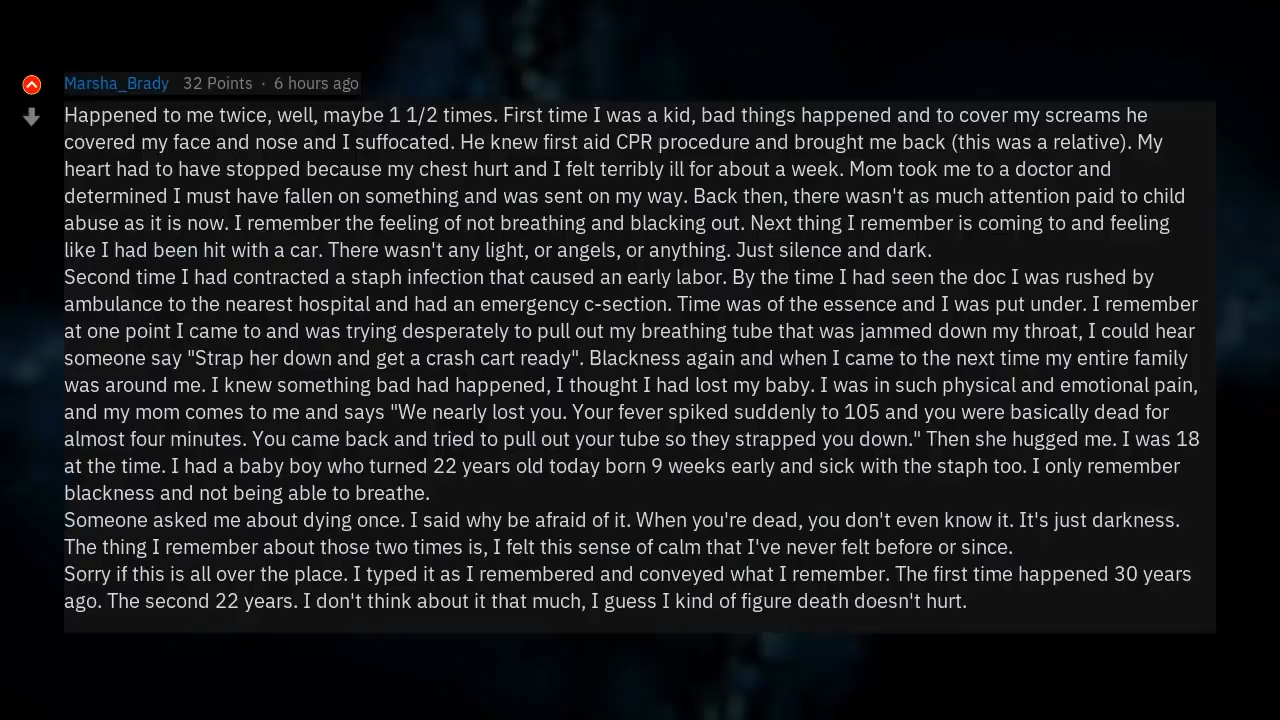 Marsha_Brady 32 Points · 6 hours ago
Happened to me twice, well, maybe 1 1/2 times. First time I was a kid, bad things happened and to cover my screams he
covered my face and nose and I suffocated. He knew first aid CPR procedure and brought me back (this was a relative). My
heart had to have stopped because my chest hurt and I felt terribly ill for about a week. Mom took me to a doctor and
determined I must have fallen on something and was sent on my way. Back then, there wasn't as much attention paid to child
abuse as it is now. I remember the feeling of not breathing and blacking out. Next thing I remember is coming to and feeling
like I had been hit with a car. There wasn't any light, or angels, or anything. Just silence and dark.
Second time I had contracted a staph infection that caused an early labor. By the time I had seen the doc I was rushed by
ambulance to the nearest hospital and had an emergency c-section. Time was of the essence and I was put under. I remember
at one point I came to and was trying desperately to pull out my breathing tube that was jammed down my throat, I could hear
someone say "Strap her down and get a crash cart ready". Blackness again and when I came to the next time my entire family
was around me. I knew something bad had happened, I thought I had lost my baby. I was in such physical and emotional pain,
and my mom comes to me and says "We nearly lost you. Your fever spiked suddenly to 105 and you were basically dead for
almost four minutes. You came back and tried to pull out your tube so they strapped you down." Then she hugged me. I was 18
at the time. I had a baby boy who turned 22 years old today born 9 weeks early and sick with the staph too. I only remember
blackness and not being able to breathe.
Someone asked me about dying once. I said why be afraid of it. When you're dead, you don't even know it. It's just darkness.
The thing I remember about those two times is, I felt this sense of calm that I've never felt before or since.
Sorry if this is all over the place. I typed it as I remembered and conveyed what I remember. The first time happened 30 years
ago. The second 22 years. I don't think about it that much, I guess I kind of figure death doesn't hurt.